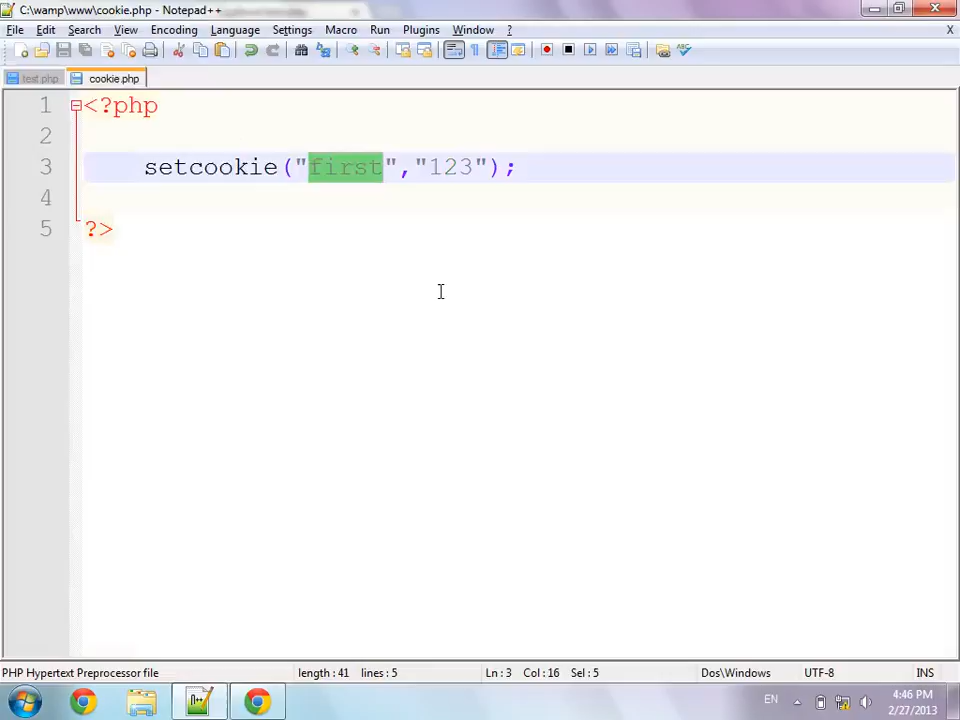 C:\wamp\www\cookie.php - Notepad++
File Edit Search View Encoding Language Settings Macro Run Plugins Window ? X
test.php cookie.php
1 <?php
2
3 setcookie("first","123");
4
5 ?>
PHP Hypertext Preprocessor file length : 41 lines : 5 Ln : 3 Col : 16 Sel : 5 Dos\Windows UTF-8 INS
EN 4:46 PM
2/27/2013